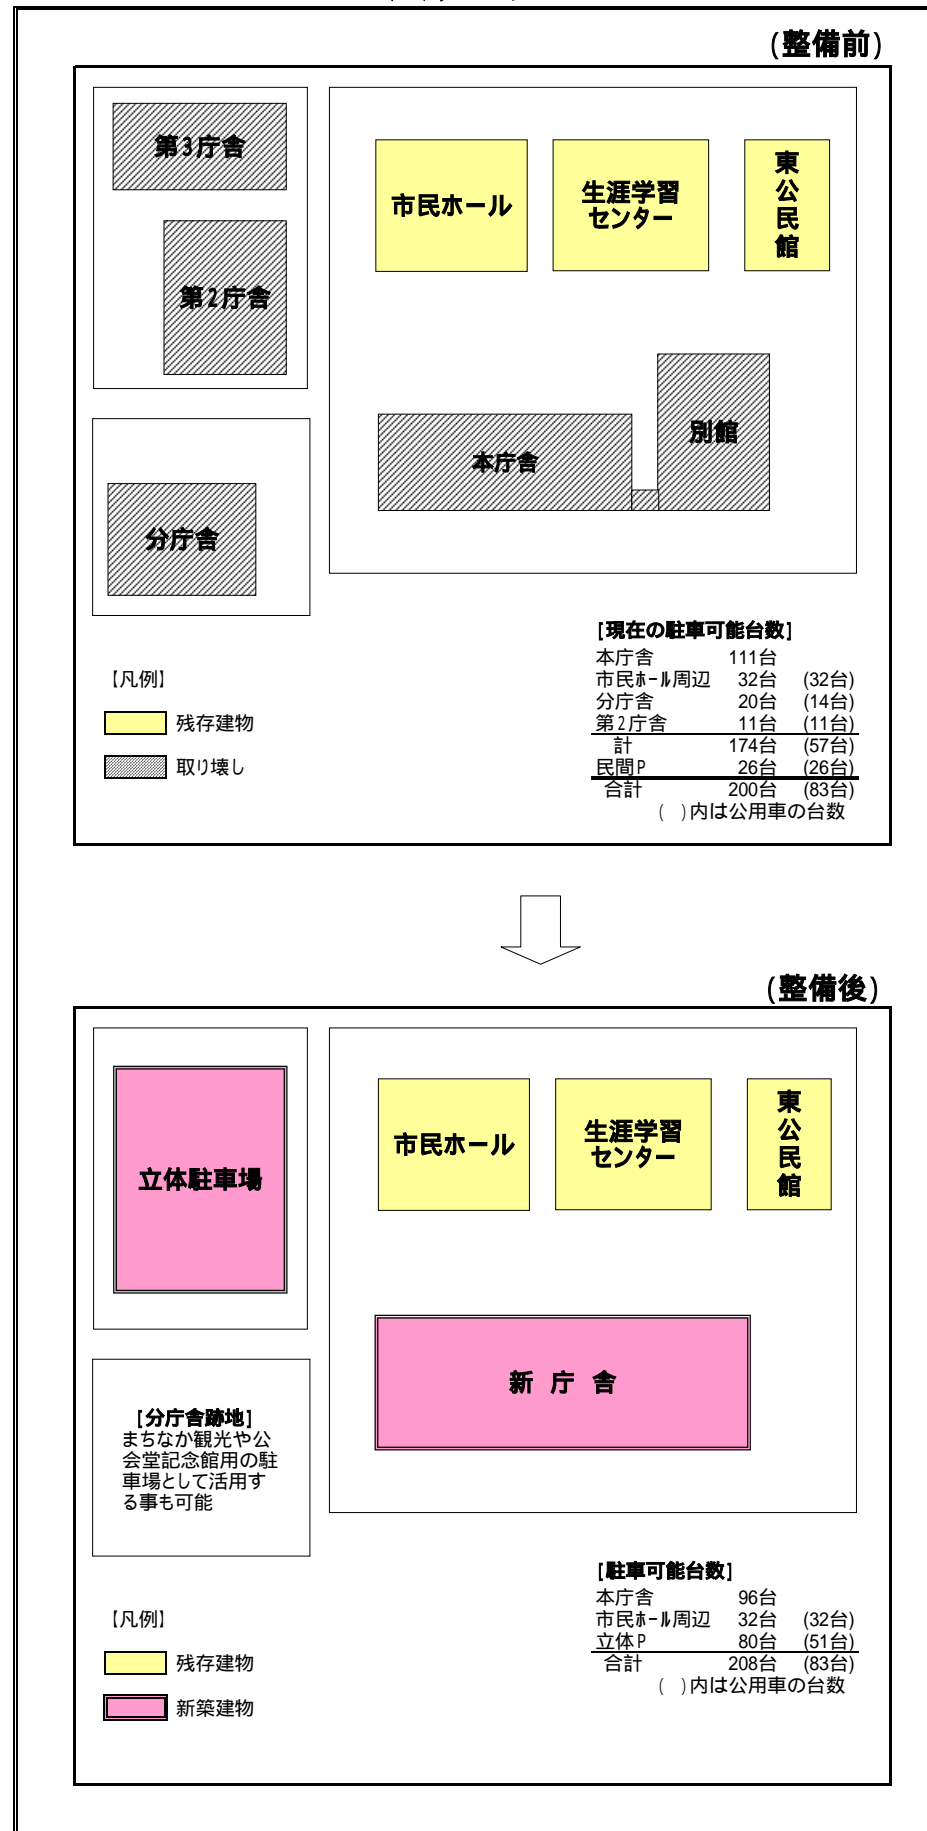 (整備前)
第3庁舎
第2庁舎
分庁舎
市民ホール
生涯学習
センター
東公民館
本庁舎
別館
[現在の駐車可能台数]
本庁舎 111台
市民ﾎｰﾙ周辺 32台 (32台)
分庁舎 20台 (14台)
第2庁舎 11台 (11台)
計 174台 (57台)
民間P 26台 (26台)
合計 200台 (83台)
( )内は公用車の台数
【凡例】
残存建物
取り壊し
(整備後)
立体駐車場
市民ホール
生涯学習
センター
東公民館
新庁舎
[分庁舎跡地]
まちなか観光や公
会堂記念館用の駐
車場として活用す
る事も可能
[駐車可能台数]
本庁舎 96台
市民ﾎｰﾙ周辺 32台 (32台)
立体P 80台 (51台)
合計 208台 (83台)
( )内は公用車の台数
【凡例】
残存建物
新築建物